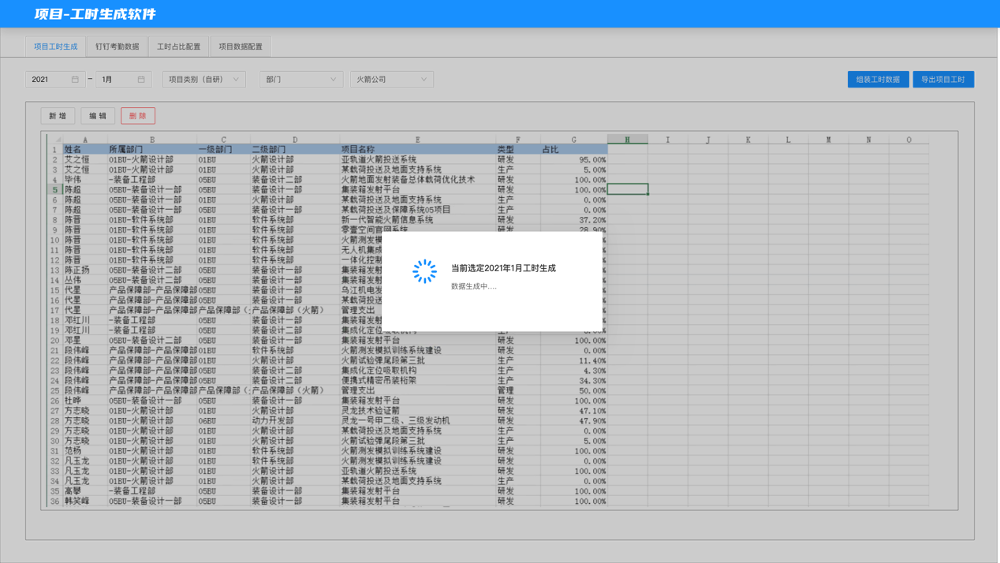 项目-工时生成软件
项目工时生成 钉钉考勤数据 工时占比配置 项目数据配置
2021 - 1月 项目类别（自研） 部门 火箭公司 组装工时数据 导出项目工时
新 增 编 辑 删 除
A B C D E F G H I J K L M N O
1 姓名 所属部门 一级部门 二级部门 项目名称 类型 占比
2 艾之恒 01BU-火箭设计部 01BU 火箭设计部 亚轨道火箭投送系统 研发 95.00%
3 艾之恒 01BU-火箭设计部 01BU 火箭设计部 某载荷投送及地面支持系统 生产 5.00%
4 毕伟 -装备工程部 05BU 装备设计二部 火箭地面发射装备总体载荷优化技术 研发 100.00%
5 陈超 05BU-装备设计一部 05BU 装备设计一部 集装箱发射平台 研发 100.00%
6 陈超 05BU-装备设计一部 01BU 火箭设计部 某载荷投送及地面支持系统 生产 0.00%
7 陈超 05BU-装备设计一部 05BU 装备设计一部 某载荷投送及保障系统05项目 生产 0.00%
8 陈晋 01BU-软件系统部 01BU 软件系统部 新一代智能火箭信息系统 研发 37.20%
9 陈晋 01BU-软件系统部 01BU 软件系统部 零壹空间官网系统 研发 28.90%
10 陈晋 01BU-软件系统部 01BU 软件系统部 火箭测发模
11 陈晋 01BU-软件系统部 01BU 软件系统部 无人机集成
12 陈晋 01BU-软件系统部 01BU 软件系统部 一体化控制
13 陈正扬 05BU-装备设计二部 05BU 装备设计一部 集装箱发射
14 丛伟 05BU-装备设计二部 05BU 装备设计一部 集装箱发射
15 代星 产品保障部-产品保障部 05BU 装备设计一部 乌江机电发
16 代星 产品保障部-产品保障部 05BU 装备设计一部 某载荷投送
17 代星 产品保障部-产品保障部 产品保障部（ 产品保障部（火箭） 管理支出
18 邓红川 -装备工程部 05BU 装备设计一部 集装箱发射
19 邓红川 -装备工程部 05BU 装备设计二部 集成化定位吸取机构
当前选定2021年1月工时生成
数据生成中....
20 邓星 05BU-装备设计二部 05BU 装备设计一部 集装箱发射平台 研发 100.00%
21 段伟峰 产品保障部-产品保障部 01BU 软件系统部 火箭测发模拟训练系统建设 研发 0.00%
22 段伟峰 产品保障部-产品保障部 01BU 火箭设计部 火箭试验弹尾段第三批 生产 11.40%
23 段伟峰 产品保障部-产品保障部 05BU 装备设计二部 集成化定位吸取机构 生产 4.30%
24 段伟峰 产品保障部-产品保障部 05BU 装备设计二部 便携式精密吊装桁架 生产 34.30%
25 段伟峰 产品保障部-产品保障部 产品保障部（ 产品保障部（火箭） 管理支出 管理 50.00%
26 杜晔 05BU-装备设计一部 05BU 装备设计一部 集装箱发射平台 研发 100.00%
27 方志晓 01BU-火箭设计部 01BU 火箭设计部 灵龙技术验证箭 研发 47.10%
28 方志晓 01BU-火箭设计部 06BU 动力开发部 灵龙一号甲二级、三级发动机 研发 47.90%
29 方志晓 01BU-火箭设计部 01BU 火箭设计部 某载荷投送及地面支持系统 生产 0.00%
30 方志晓 01BU-火箭设计部 01BU 火箭设计部 火箭试验弹尾段第三批 生产 5.00%
31 范杨 01BU-火箭设计部 01BU 软件系统部 火箭测发模拟训练系统建设 研发 100.00%
32 凡玉龙 01BU-火箭设计部 01BU 软件系统部 火箭测发模拟训练系统建设 研发 0.00%
33 凡玉龙 01BU-火箭设计部 01BU 火箭设计部 亚轨道火箭投送系统 研发 100.00%
34 凡玉龙 01BU-火箭设计部 01BU 火箭设计部 某载荷投送及地面支持系统 生产 0.00%
35 高攀 -装备工程部 05BU 装备设计一部 集装箱发射平台 研发 100.00%
36 韩笑峰 05BU-装备设计一部 05BU 装备设计一部 集装箱发射平台 研发 100.00%